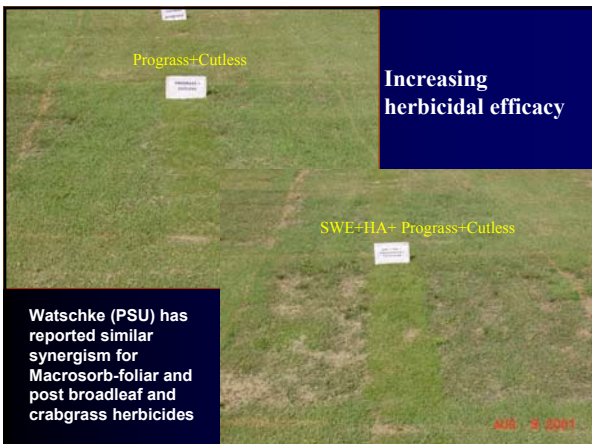 Prograss+Cutless
Increasing
herbicidal efficacy
SWE+HA+ Prograss+Cutless
Watschke (PSU) has
reported similar
synergism for
Macrosorb-foliar and
post broadleaf and
crabgrass herbicides
AUG 9 2001